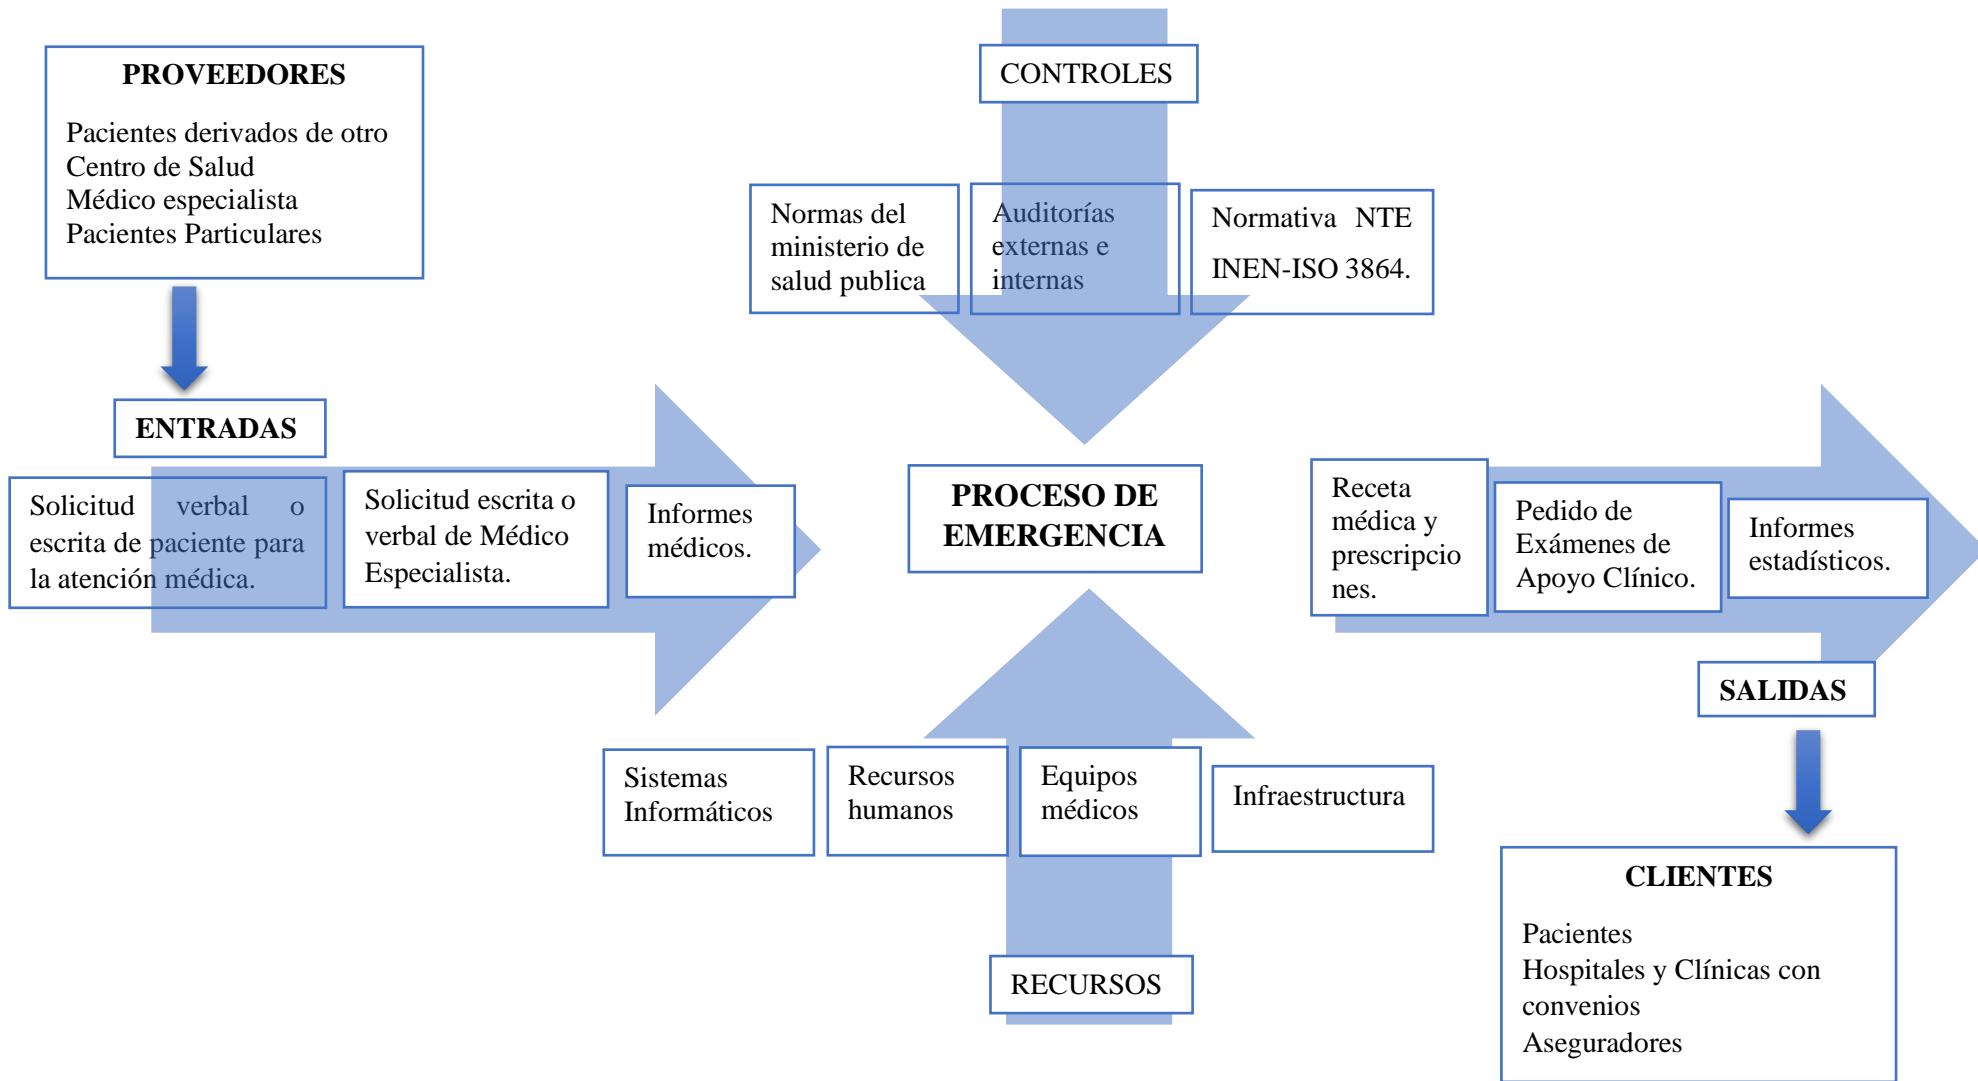 PROVEEDORES
Pacientes derivados de otro
Centro de Salud
Médico especialista
Pacientes Particulares
CONTROLES
Normas del
ministerio de
salud publica
Auditorías
externas e
internas
Normativa NTE
INEN-ISO 3864.
ENTRADAS
Solicitud verbal o
escrita de paciente para
la atención médica.
Solicitud escrita o
verbal de Médico
Especialista.
Informes
médicos.
PROCESO DE
EMERGENCIA
Receta
médica y
prescripcio
nes.
Pedido de
Exámenes de
Apoyo Clínico.
Informes
estadísticos.
SALIDAS
Sistemas
Informáticos
Recursos
humanos
Equipos
médicos
Infraestructura
RECURSOS
CLIENTES
Pacientes
Hospitales y Clínicas con
convenios
Aseguradores